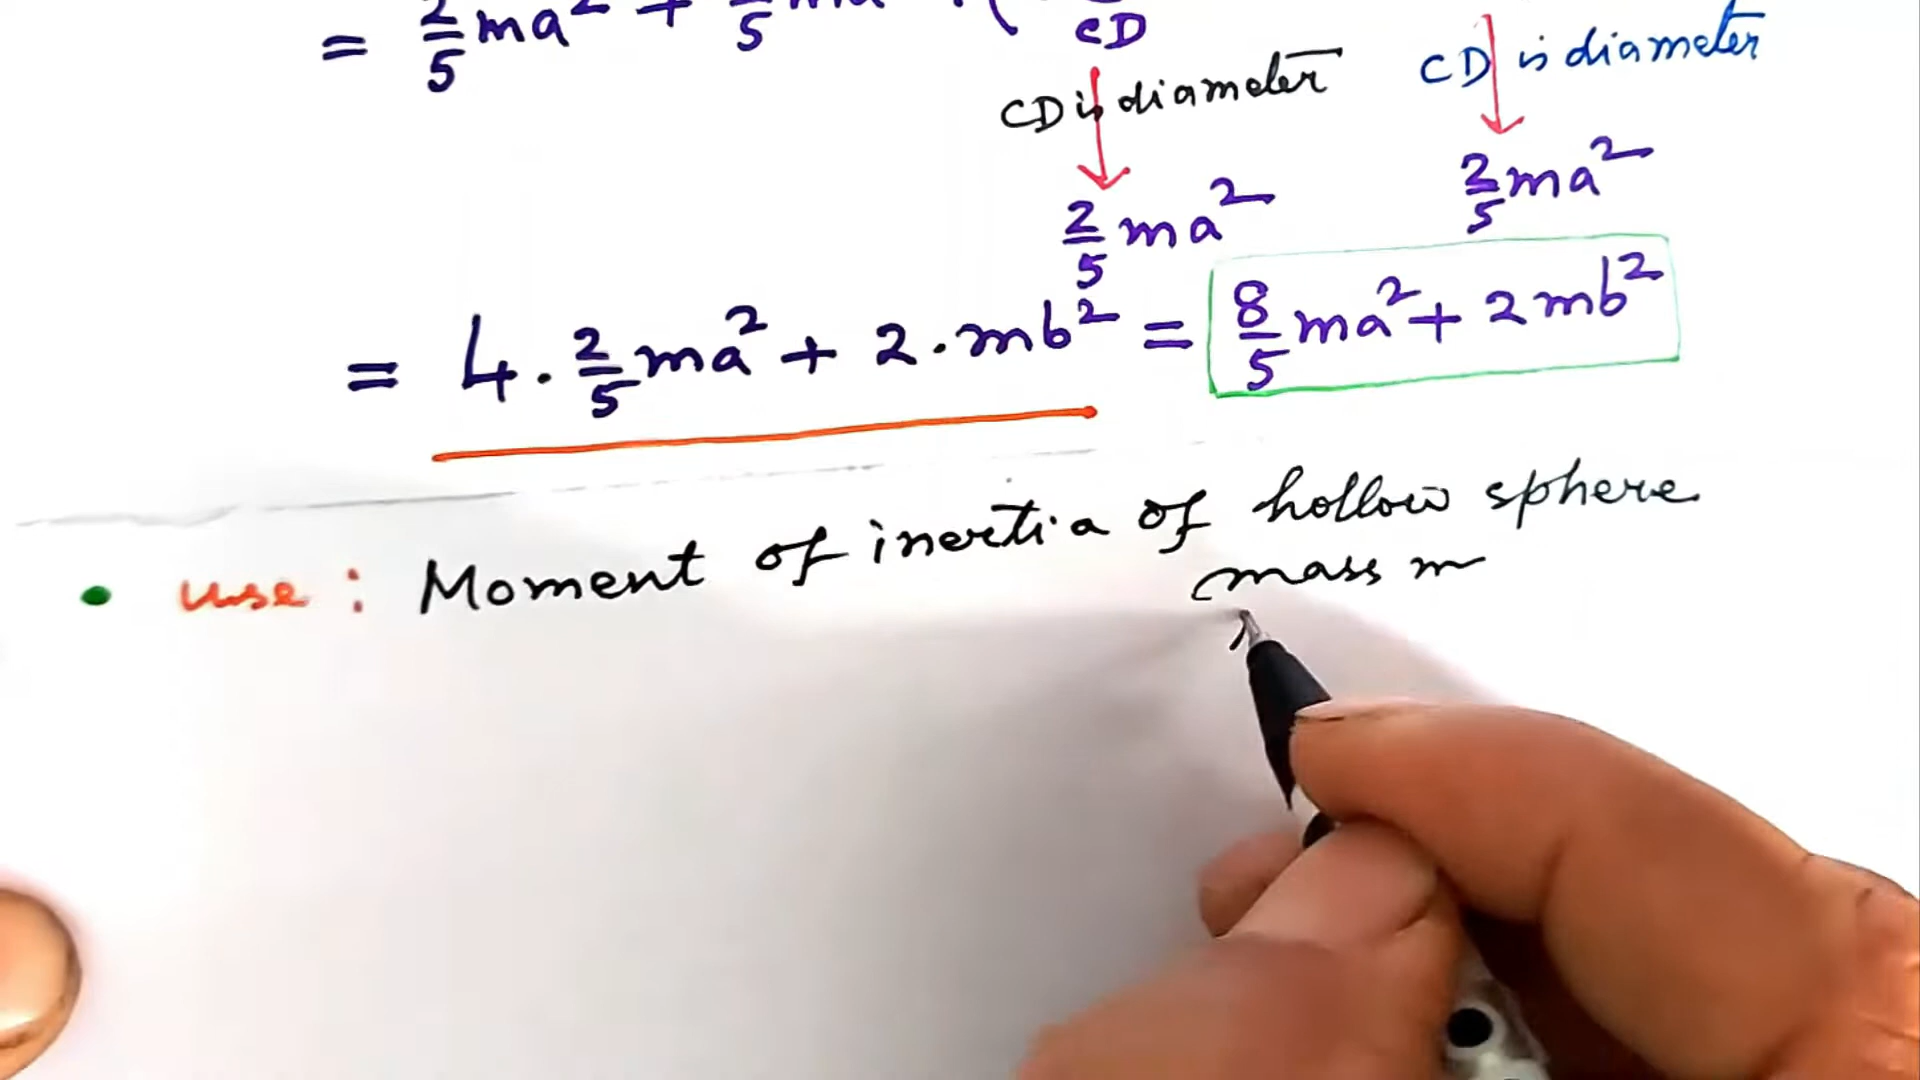 = 2/5 ma² + 2/5 ma
CD
CD is diameter
CD is diameter
2/5 ma²
2/5 ma²
= 4 · 2/5 ma² + 2 · mb² = 8/5 ma² + 2mb²
• use : Moment of inertia of hollow sphere
mass m